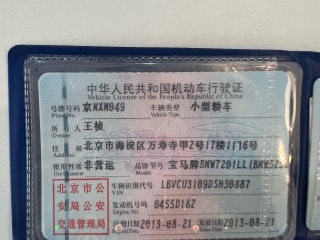 中华人民共和国机动车行驶证
Vehicle License of the People's Republic of China
号牌号码 京NXM049 车辆类型 小型轿车
Plate No. Vehicle Type
所有人 王桢
Owner
住址 北京市海淀区万寿寺甲2号17楼1116号
Address
使用性质 非营运 品牌型号 宝马牌BMW7201LL(BMW525
Use Character Model
北京市公 车辆识别代号 LBVCU3109DSH30887
VIN
安局公安 发动机号码 0455D162
Engine No.
交通管理局 注册日期 2013-08-21 发证日期 2013-08-21